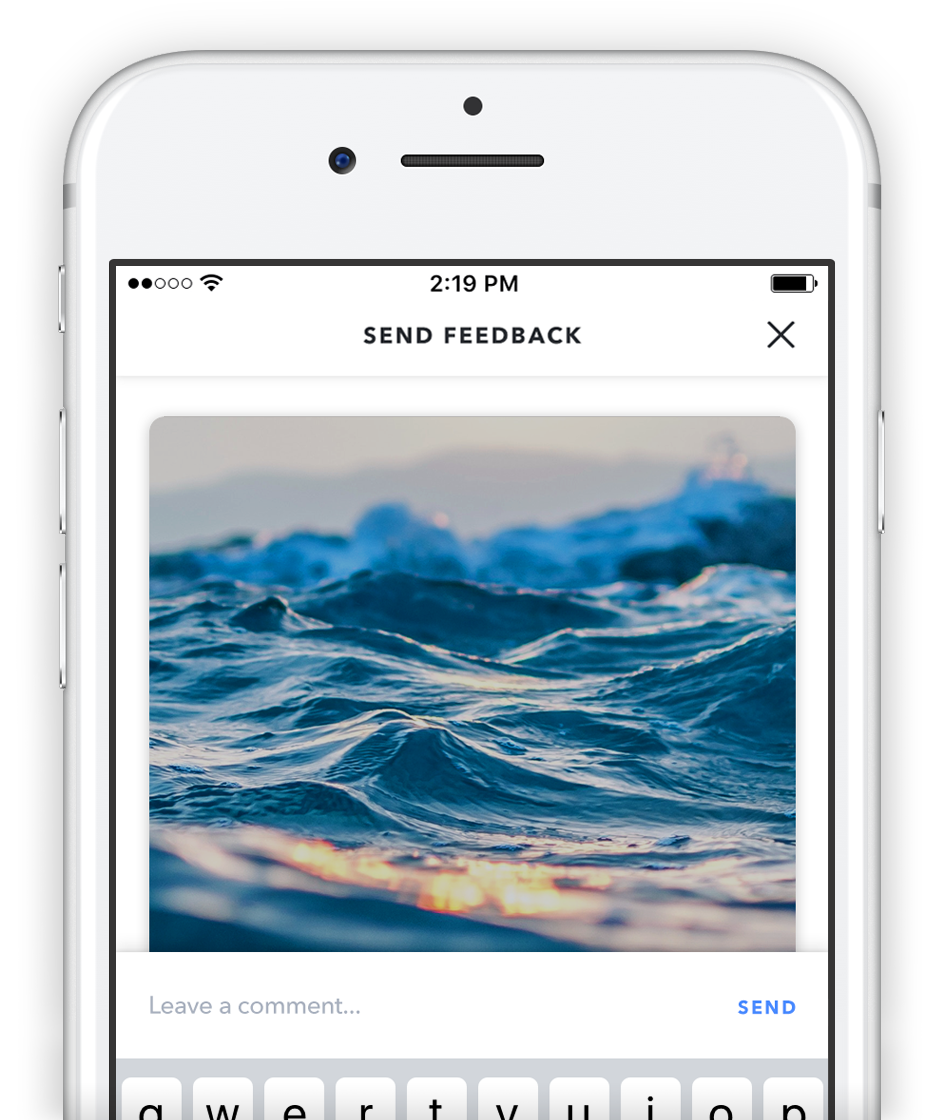 2:19 PM
SEND FEEDBACK
Leave a comment...
SEND
q w e r t y u i o p